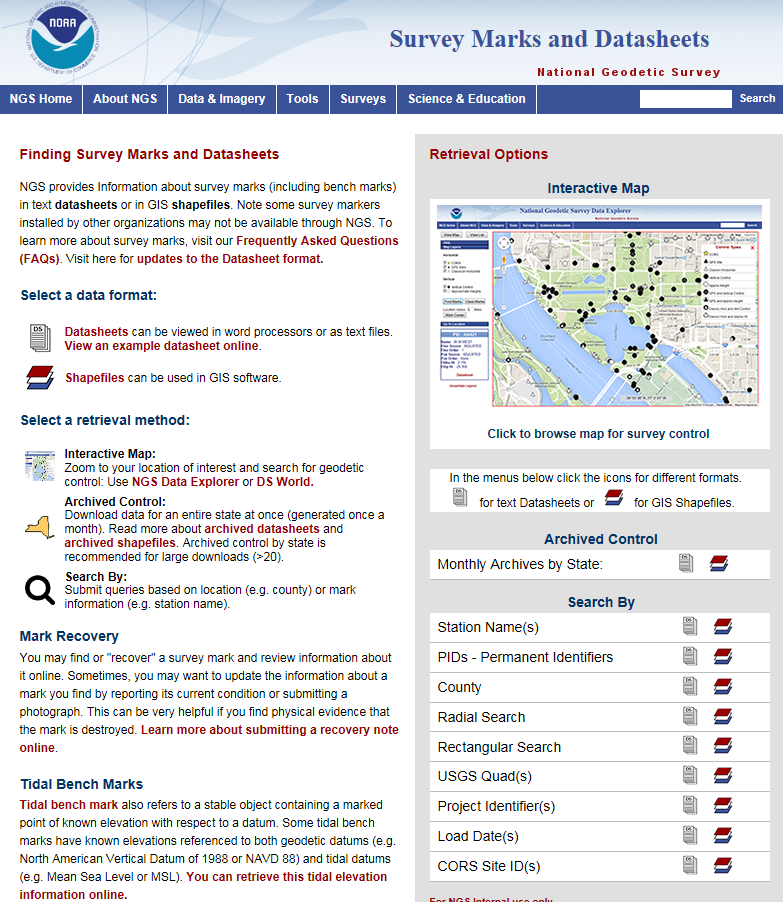 NOAA
Survey Marks and Datasheets
National Geodetic Survey
NGS Home About NGS Data & Imagery Tools Surveys Science & Education Search
Finding Survey Marks and Datasheets
NGS provides Information about survey marks (including bench marks)
in text datasheets or in GIS shapefiles. Note some survey markers
installed by other organizations may not be available through NGS. To
learn more about survey marks, visit our Frequently Asked Questions
(FAQs). Visit here for updates to the Datasheet format.
Select a data format:
DS
Datasheets can be viewed in word processors or as text files.
View an example datasheet online.
Shapefiles can be used in GIS software.
Select a retrieval method:
Interactive Map:
Zoom to your location of interest and search for geodetic
control: Use NGS Data Explorer or DS World.
Archived Control:
Download data for an entire state at once (generated once a
month). Read more about archived datasheets and
archived shapefiles. Archived control by state is
recommended for large downloads (>20).
Search By:
Submit queries based on location (e.g. county) or mark
information (e.g. station name).
Mark Recovery
You may find or "recover" a survey mark and review information about
it online. Sometimes, you may want to update the information about a
mark you find by reporting its current condition or submitting a
photograph. This can be very helpful if you find physical evidence that
the mark is destroyed. Learn more about submitting a recovery note
online.
Tidal Bench Marks
Tidal bench mark also refers to a stable object containing a marked
point of known elevation with respect to a datum. Some tidal bench
marks have known elevations referenced to both geodetic datums (e.g.
North American Vertical Datum of 1988 or NAVD 88) and tidal datums
(e.g. Mean Sea Level or MSL). You can retrieve this tidal elevation
information online.
Retrieval Options
Interactive Map
National Geodetic Survey Data Explorer
Click to browse map for survey control
In the menus below click the icons for different formats.
for text Datasheets or for GIS Shapefiles.
Archived Control
Monthly Archives by State:
Search By
Station Name(s)
PIDs - Permanent Identifiers
County
Radial Search
Rectangular Search
USGS Quad(s)
Project Identifier(s)
Load Date(s)
CORS Site ID(s)
For NGS Internal use only